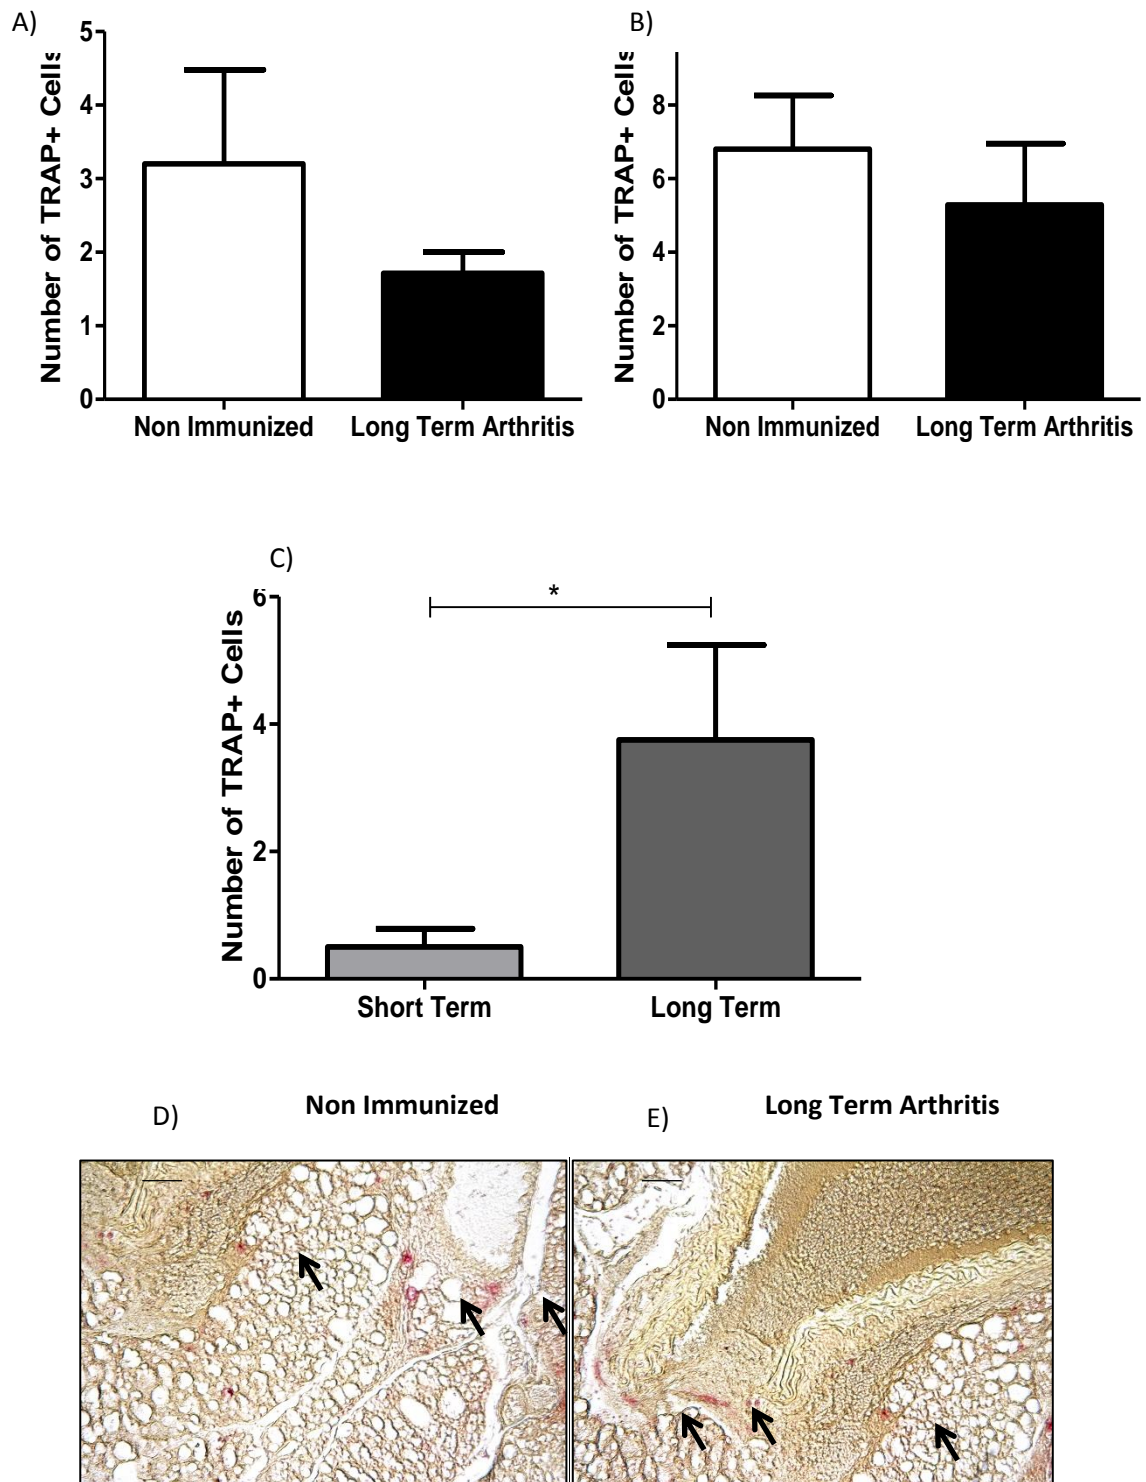 A)
Number of TRAP+ Cells
5
4
3
2
1
0
Non Immunized
Long Term Arthritis
B)
Number of TRAP+ Cells
8
6
4
2
0
Non Immunized
Long Term Arthritis
C)
Number of TRAP+ Cells
6
4
2
0
*
Short Term
Long Term
D)
Non Immunized
E)
Long Term Arthritis